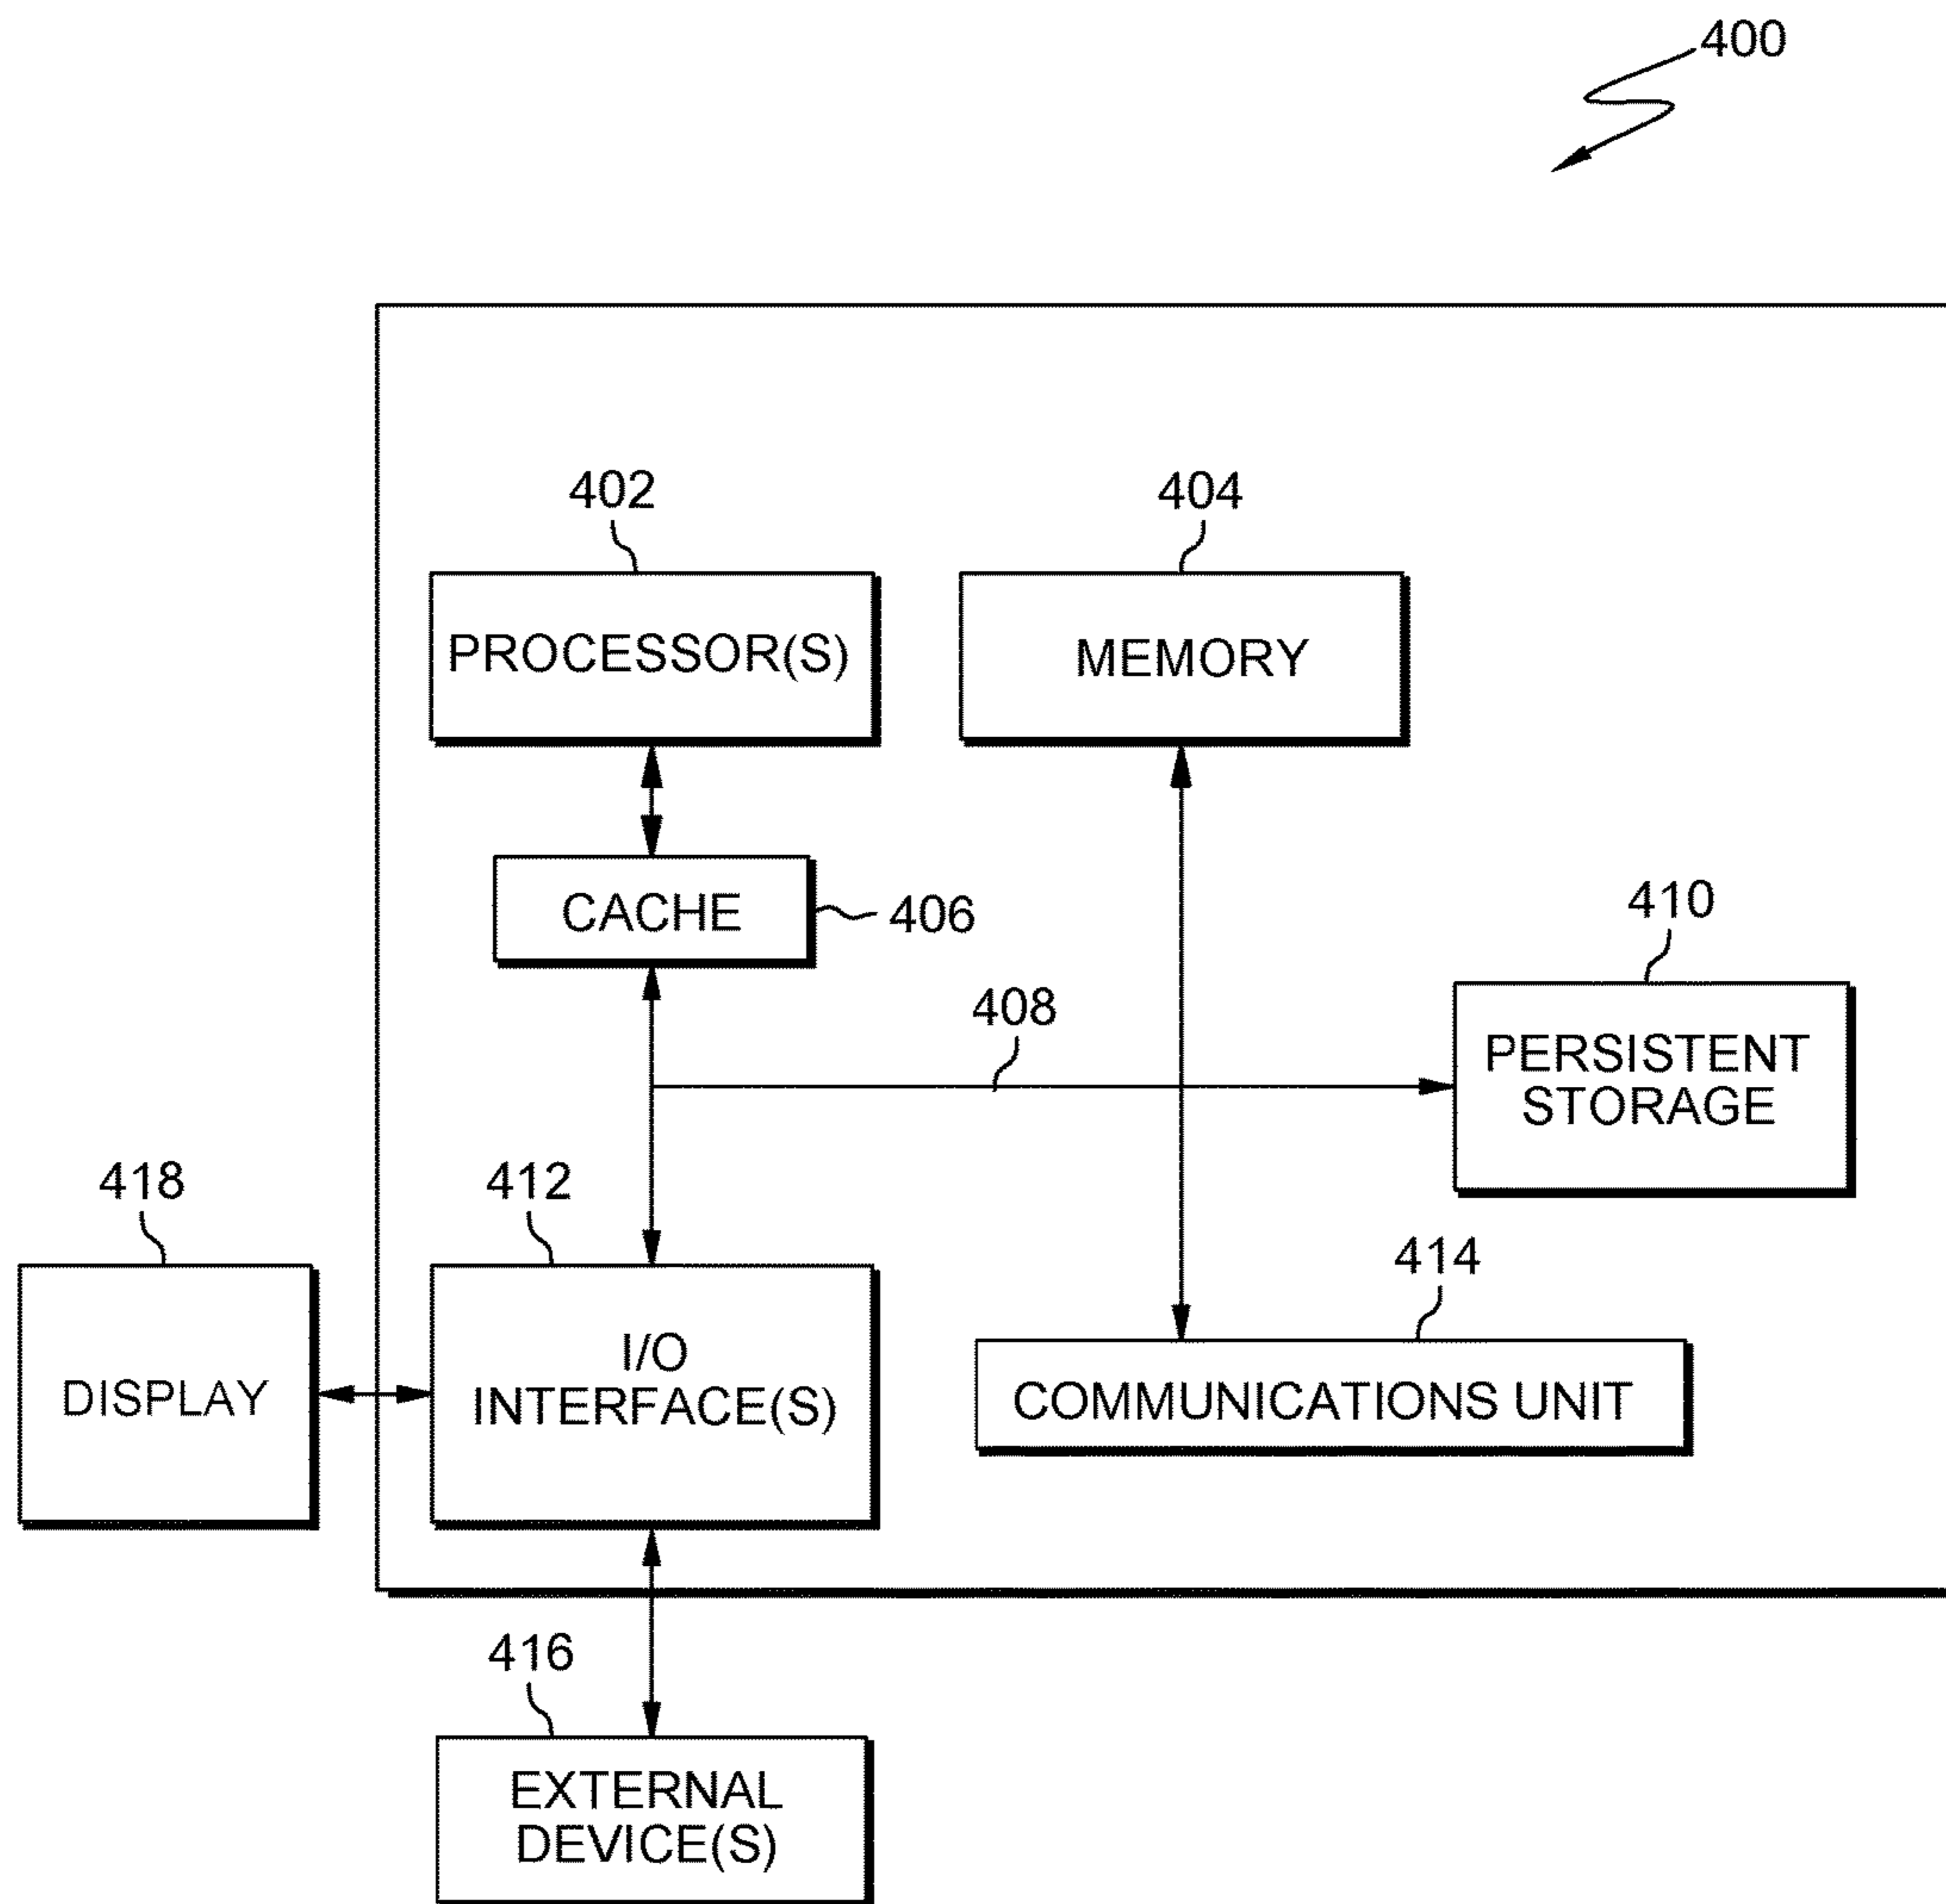 400
402
404
PROCESSOR(S)
MEMORY
CACHE
406
410
408
PERSISTENT
STORAGE
418
412
414
DISPLAY
I/O
INTERFACE(S)
COMMUNICATIONS UNIT
416
EXTERNAL
DEVICE(S)